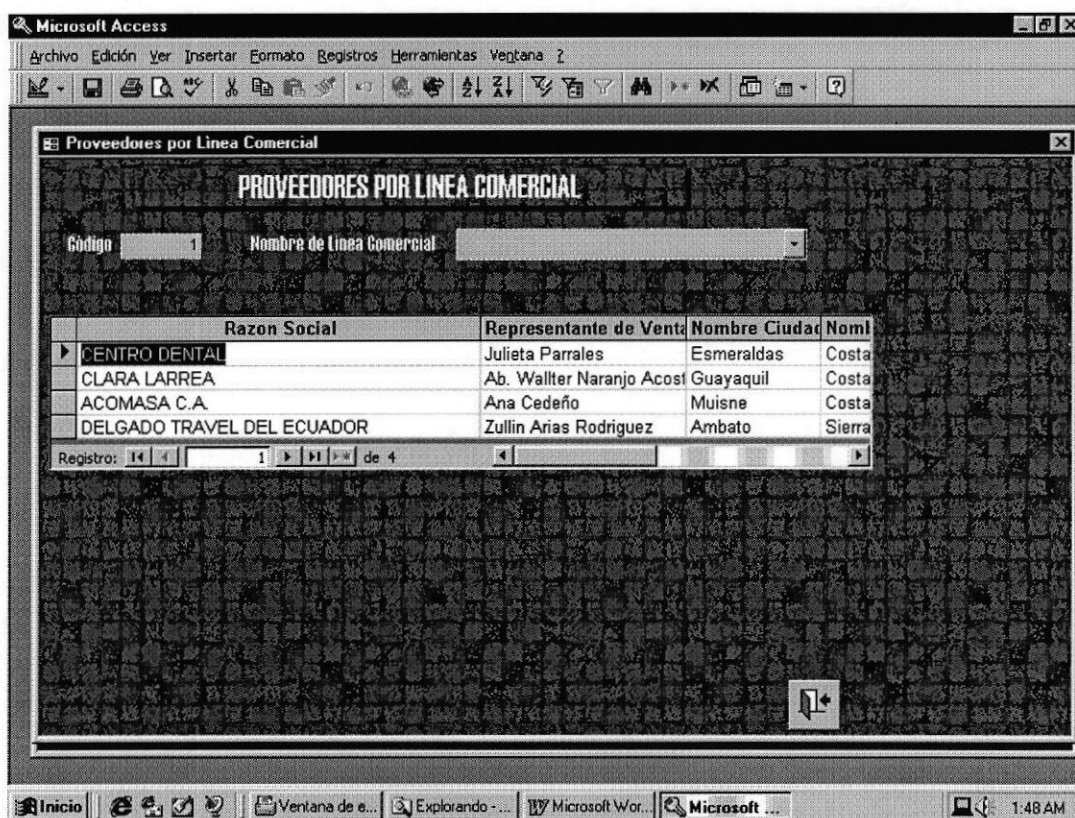 Microsoft Access
Archivo Edición Ver Insertar Formato Registros Herramientas Ventana ?
Proveedores por Linea Comercial
PROVEEDORES POR LINEA COMERCIAL
Código 1 Nombre de Linea Comercial
Razon Social Representante de Venta Nombre Ciudad Noml
CENTRO DENTAL Julieta Parrales Esmeraldas Costa
CLARA LARREA Ab. Wallter Naranjo Acost Guayaquil Costa
ACOMASA C.A. Ana Cedeño Muisne Costa
DELGADO TRAVEL DEL ECUADOR Zullin Arias Rodriguez Ambato Sierra
Registro: 1 de 4
Inicio Ventana de e... Explorando - ... Microsoft Wor... Microsoft ... 1:48 AM